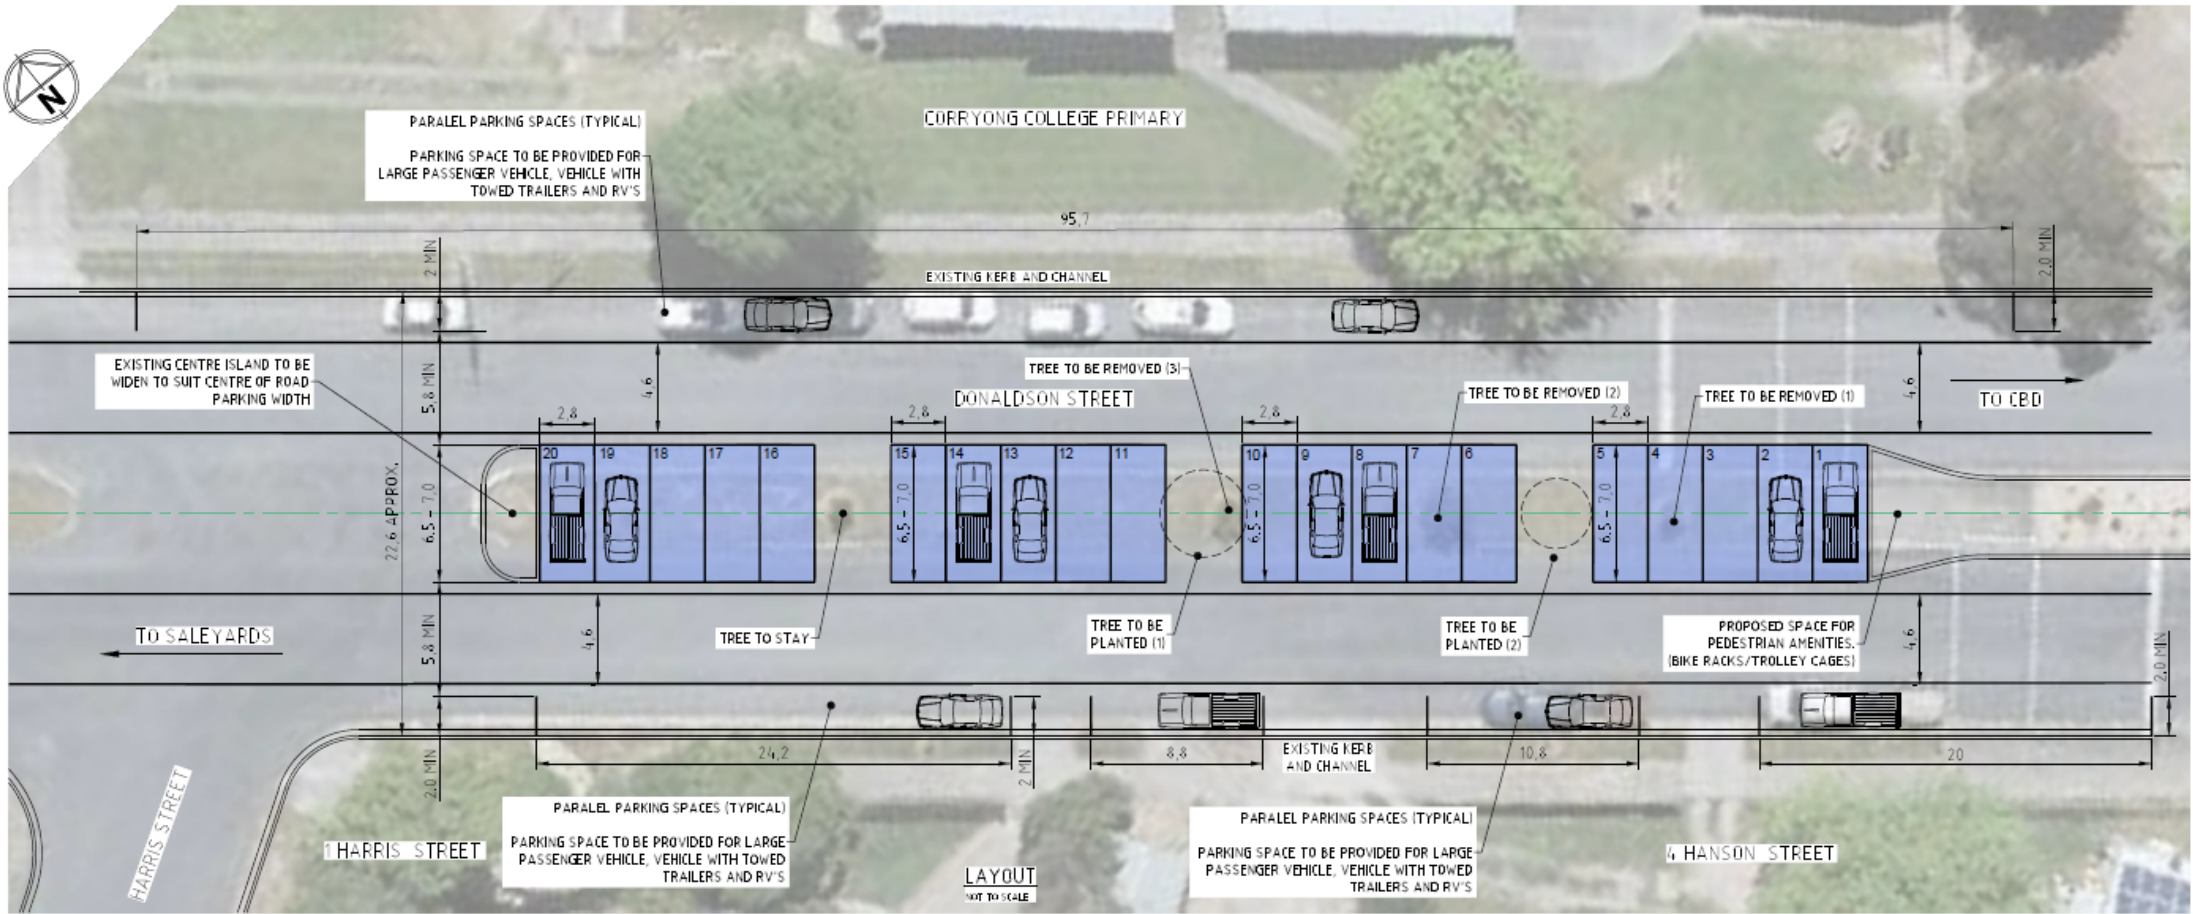 N
PARALEL PARKING SPACES (TYPICAL)
PARKING SPACE TO BE PROVIDED FOR
LARGE PASSENGER VEHICLE, VEHICLE WITH
TOWED TRAILERS AND RV'S
CORRYONG COLLEGE PRIMARY
95,7
2 MIN
2,0 MIN
EXISTING KERB AND CHANNEL
EXISTING CENTRE ISLAND TO BE
WIDEN TO SUIT CENTRE OF ROAD
PARKING WIDTH
5,8 MIN
4,6
TREE TO BE REMOVED (3)
DONALDSON STREET
TREE TO BE REMOVED (2)
TREE TO BE REMOVED (1)
4,6
TO CBD
2,8
2,8
2,8
2,8
20
19
18
17
16
15
14
13
12
11
10
9
8
7
6
5
4
3
2
1
22,6 APPROX,
6,5 - 7,0
6,5 - 7,0
6,5 - 7,0
6,5 - 7,0
TO SALEYARDS
5,8 MIN
4,6
TREE TO STAY
TREE TO BE
PLANTED (1)
TREE TO BE
PLANTED (2)
PROPOSED SPACE FOR
PEDESTRIAN AMENITIES.
(BIKE RACKS/TROLLEY CAGES)
4,6
2,0 MIN
2,0 MIN
24,2
2 MIN
8,8
EXISTING KERB
AND CHANNEL
10,8
20
HARRIS STREET
1 HARRIS STREET
PARALEL PARKING SPACES (TYPICAL)
PARKING SPACE TO BE PROVIDED FOR LARGE
PASSENGER VEHICLE, VEHICLE WITH TOWED
TRAILERS AND RV'S
LAYOUT
NOT TO SCALE
PARALEL PARKING SPACES (TYPICAL)
PARKING SPACE TO BE PROVIDED FOR LARGE
PASSENGER VEHICLE, VEHICLE WITH TOWED
TRAILERS AND RV'S
4 HANSON STREET